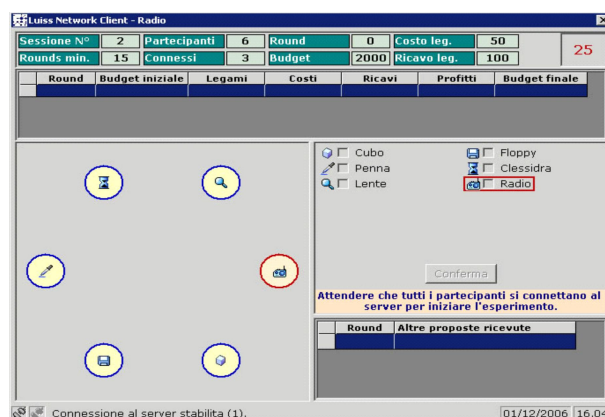 Luiss Network Client - Radio
Sessione N° 2 Partecipanti 6 Round 0 Costo leg. 50
25
Rounds min. 15 Connessi 3 Budget 2000 Ricavo leg. 100
Round Budget iniziale Legami Costi Ricavi Profitti Budget finale
Cubo Floppy
Penna Clessidra
Lente Radio
Conferma
Attendere che tutti i partecipanti si connettano al
server per iniziare l'esperimento.
Round Altre proposte ricevute
Connessione al server stabilita (1). 01/12/2006 16.04